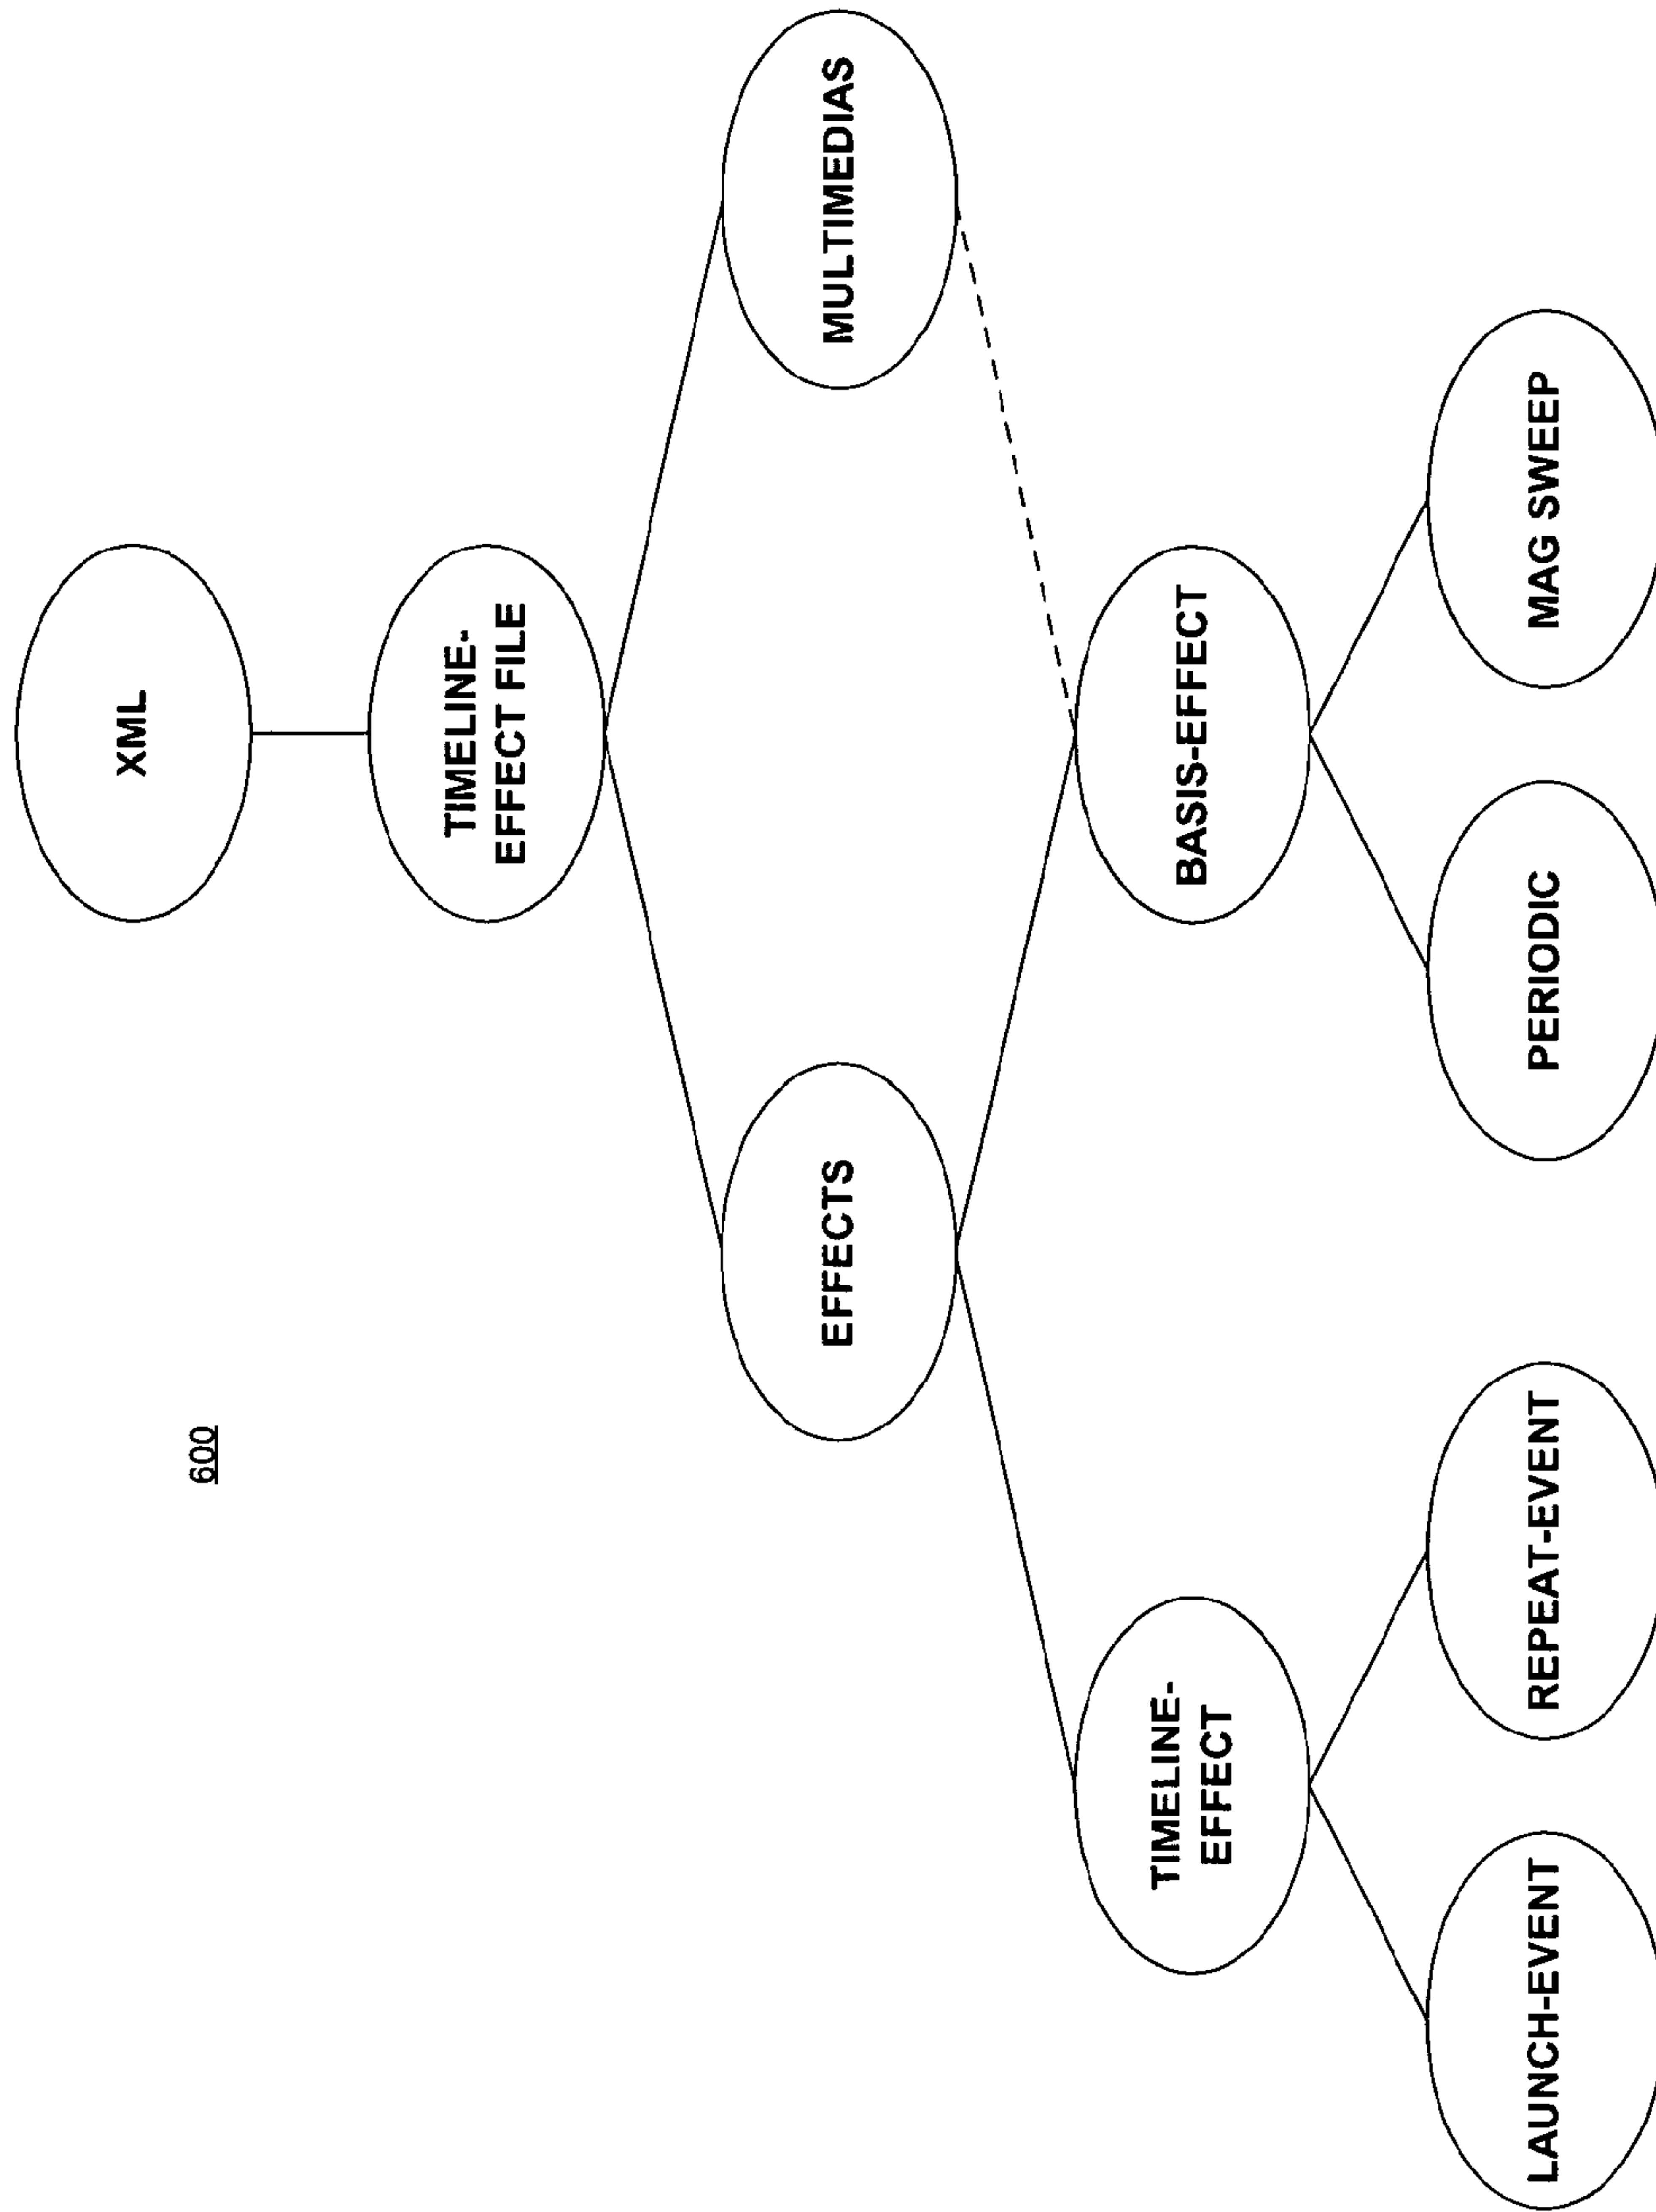 600
XML
TIMELINE-
EFFECT FILE
EFFECTS
MULTIMEDIAS
TIMELINE-
EFFECT
BASIS-EFFECT
LAUNCH-EVENT
REPEAT-EVENT
PERIODIC
MAG SWEEP